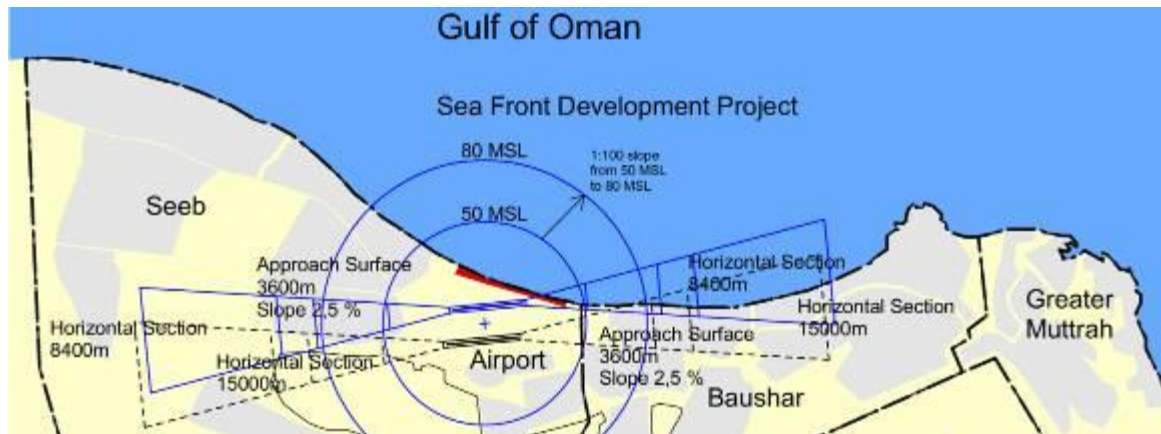 Gulf of Oman
Sea Front Development Project
80 MSL
1:100 slope
from 50 MSL
to 80 MSL
Seeb
50 MSL
Approach Surface
3600m
Slope 2,5 %
Horizontal Section
8400m
Horizontal Section
15000m
Airport
Horizontal Section
8400m
Horizontal Section
15000m
Approach Surface
3600m
Slope 2,5 %
Baushar
Greater
Muttrah